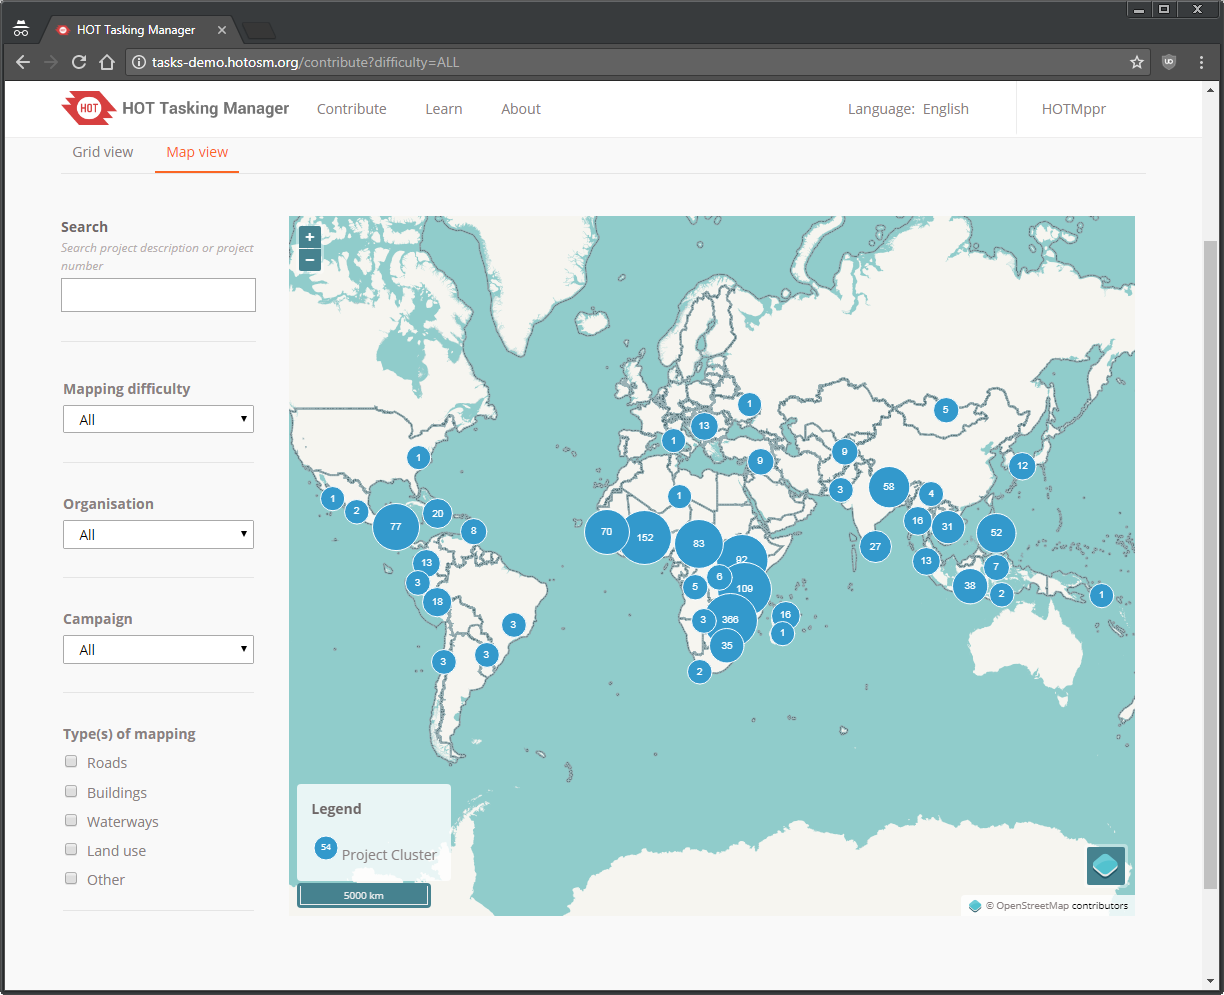 HOT Tasking Manager
tasks-demo.hotosm.org/contribute?difficulty=ALL
HOT
HOT Tasking Manager
Contribute
Learn
About
Language: English
HOTMppr
Grid view
Map view
Search
Search project description or project
number
Mapping difficulty
All
Organisation
All
Campaign
All
Type(s) of mapping
Roads
Buildings
Waterways
Land use
Other
+
−
1
5
13
1
1
9
9
12
1
3
58
4
1
2
77
20
8
70
152
83
92
16
31
52
27
13
13
3
18
5
6
109
38
7
2
1
3
3
366
16
1
3
3
35
2
Legend
54
Project Cluster
5000 km
© OpenStreetMap contributors